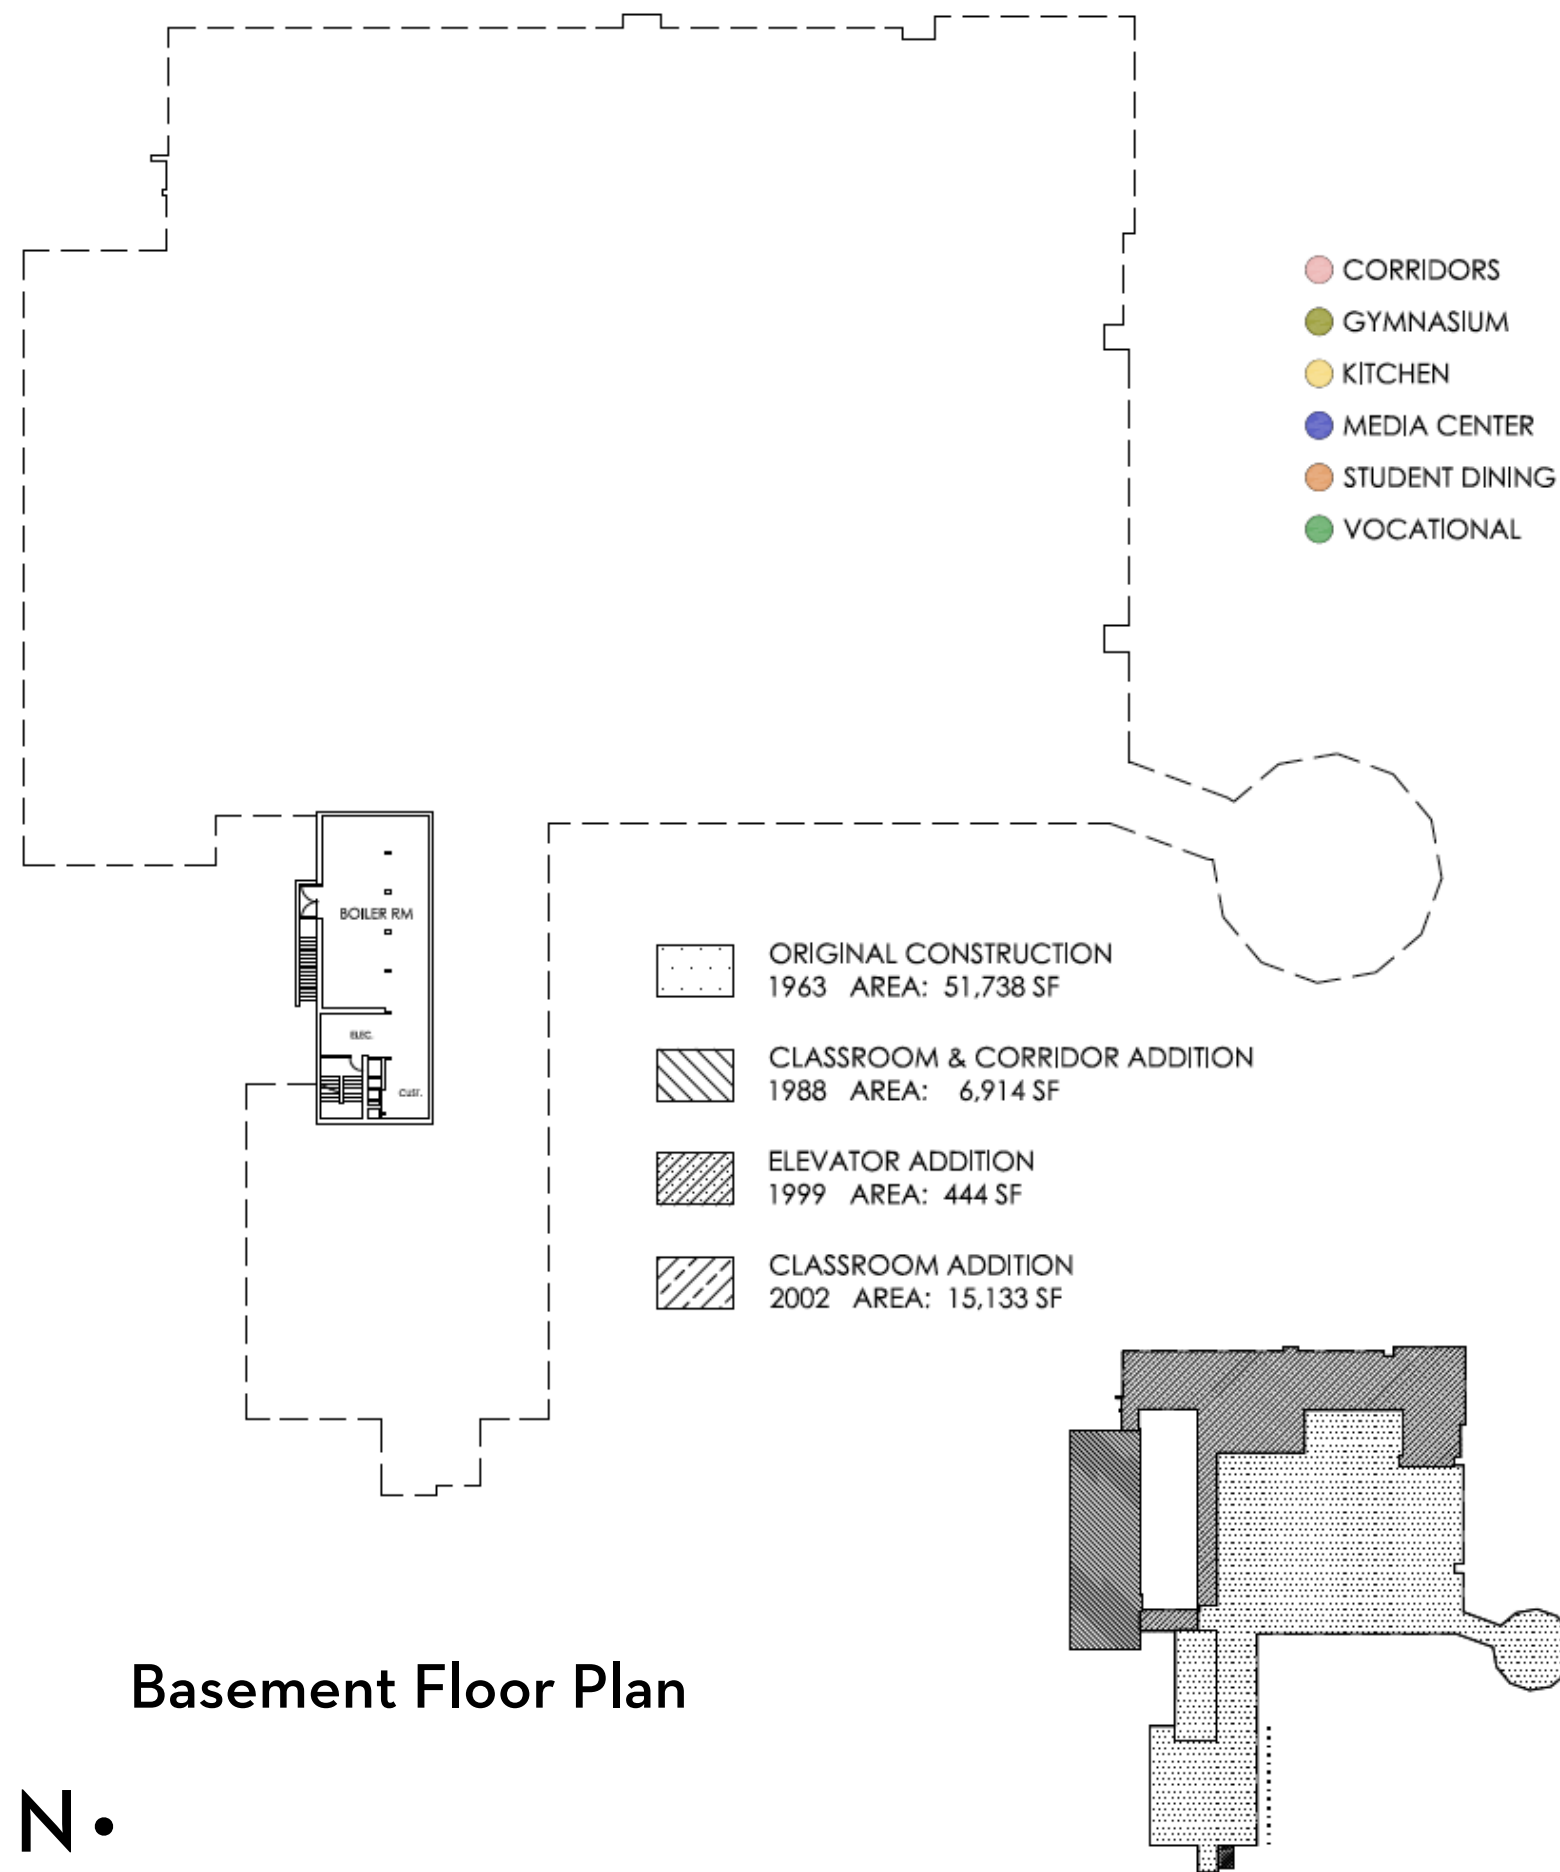 CORRIDORS
GYMNASIUM
KITCHEN
MEDIA CENTER
STUDENT DINING
VOCATIONAL
BOILER RM
ELEC.
CUST.
ORIGINAL CONSTRUCTION
1963 AREA: 51,738 SF
CLASSROOM & CORRIDOR ADDITION
1988 AREA: 6,914 SF
ELEVATOR ADDITION
1999 AREA: 444 SF
CLASSROOM ADDITION
2002 AREA: 15,133 SF
Basement Floor Plan
N •